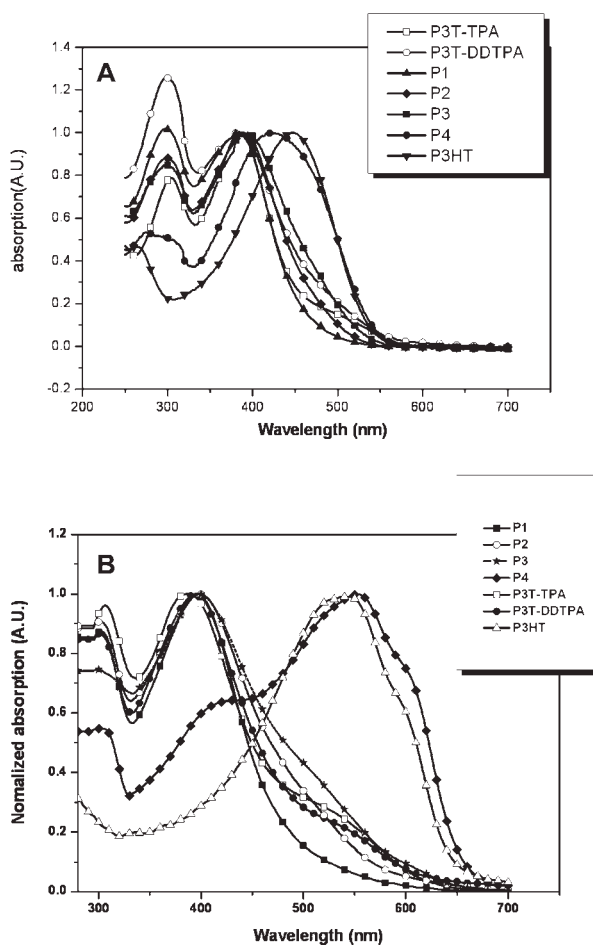 A
P3T-TPA
P3T-DDTPA
P1
P2
P3
P4
P3HT
absorption(A.U.)
1.4
1.2
1.0
0.8
0.6
0.4
0.2
0.0
-0.2
200 300 400 500 600 700
Wavelength (nm)
B
P1
P2
P3
P4
P3T-TPA
P3T-DDTPA
P3HT
Normalized absorption (A.U.)
1.2
1.0
0.8
0.6
0.4
0.2
0.0
300 400 500 600 700
Wavelength (nm)